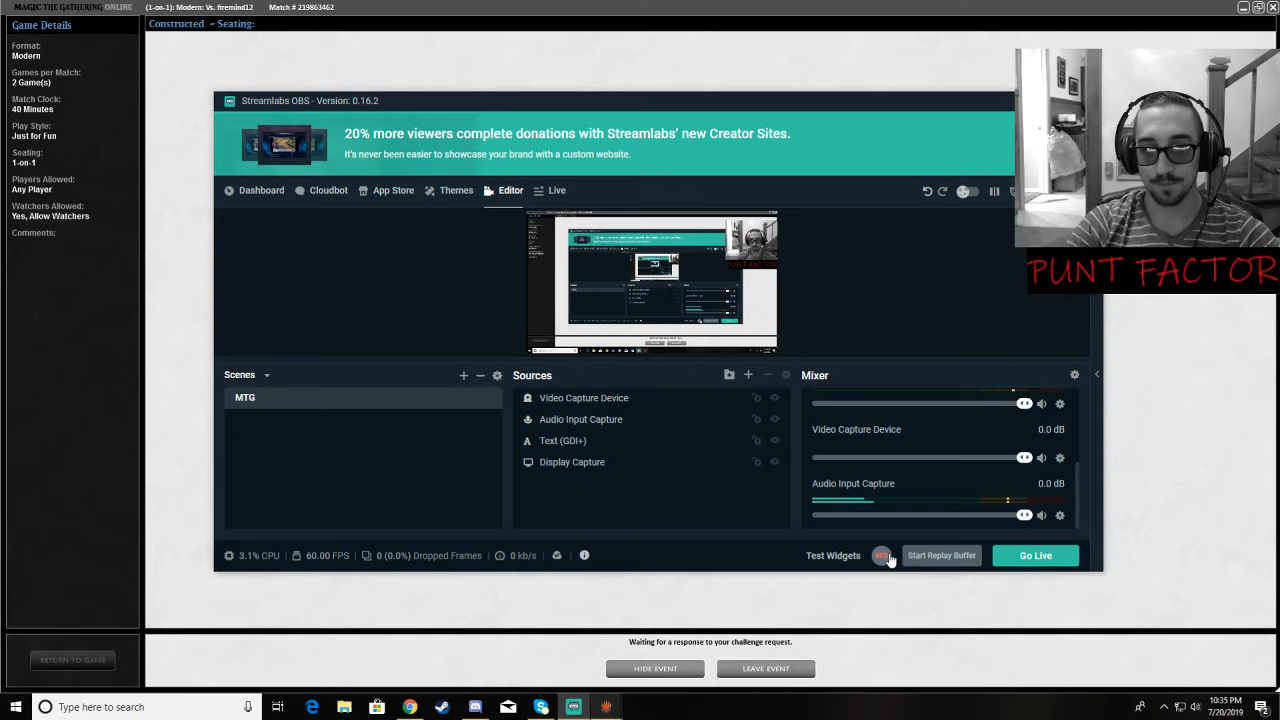 MAGIC THE GATHERING ONLINE (1-on-1): Modern: Vs. firemind12 Match # 219863462
Game Details
Constructed - Seating:
Format:
Modern
Games per Match:
2 Game(s)
Match Clock:
40 Minutes
Play Style:
Just for Fun
Seating:
1-on-1
Players Allowed:
Any Player
Watchers Allowed:
Yes, Allow Watchers
Comments:
Streamlabs OBS - Version: 0.16.2
20% more viewers complete donations with Streamlabs' new Creator Sites.
It's never been easier to showcase your brand with a custom website.
Dashboard Cloudbot App Store Themes Editor Live
PUNT FACTOR
Scenes
Sources
Mixer
MTG
Video Capture Device
Audio Input Capture
Text (GDI+)
Display Capture
Video Capture Device 0.0 dB
Audio Input Capture 0.0 dB
3.1% CPU 60.00 FPS 0 (0.0%) Dropped Frames 0 kb/s
Test Widgets Start Replay Buffer Go Live
Waiting for a response to your challenge request.
RETURN TO GAME
HIDE EVENT LEAVE EVENT
Type here to search
10:35 PM
7/20/2019
2